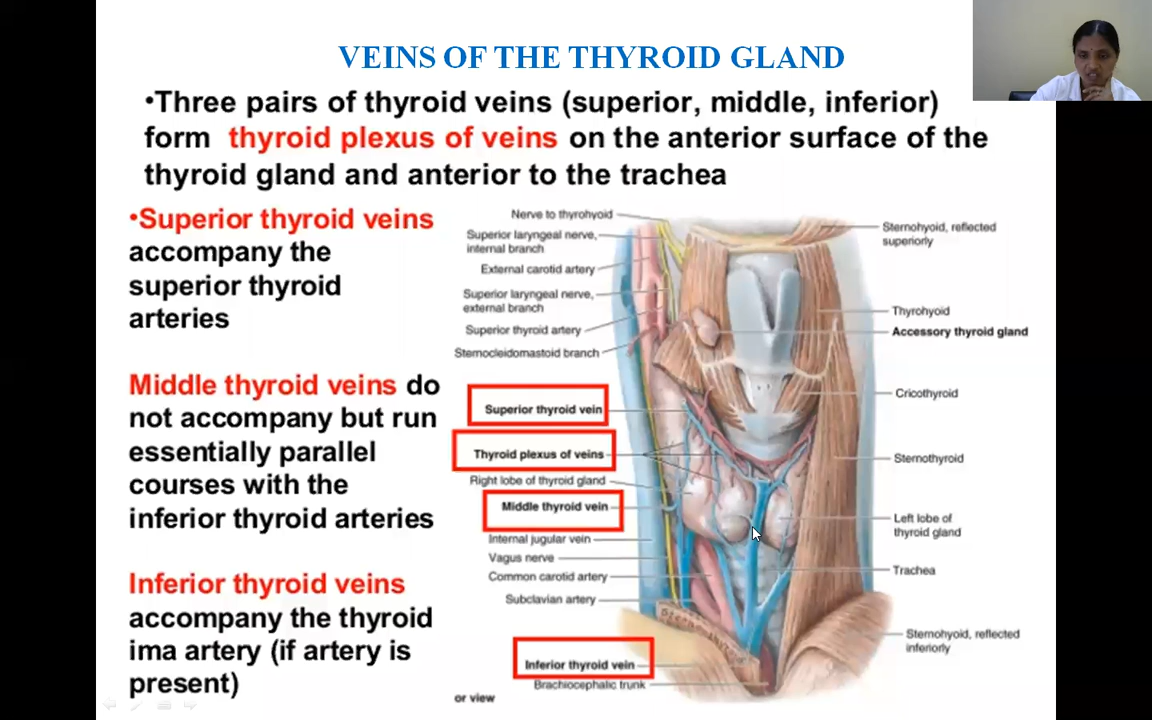 VEINS OF THE THYROID GLAND
•Three pairs of thyroid veins (superior, middle, inferior)
form thyroid plexus of veins on the anterior surface of the
thyroid gland and anterior to the trachea
•Superior thyroid veins
accompany the
superior thyroid
arteries
Middle thyroid veins do
not accompany but run
essentially parallel
courses with the
inferior thyroid arteries
Inferior thyroid veins
accompany the thyroid
ima artery (if artery is
present)
Nerve to thyrohyoid
Superior laryngeal nerve,
internal branch
External carotid artery
Superior laryngeal nerve,
external branch
Superior thyroid artery
Sternocleidomastoid branch
Superior thyroid vein
Thyroid plexus of veins
Right lobe of thyroid gland
Middle thyroid vein
Internal jugular vein
Vagus nerve
Common carotid artery
Subclavian artery
Inferior thyroid vein
Brachiocephalic trunk
or view
Sternohyoid, reflected
superiorly
Thyrohyoid
Accessory thyroid gland
Cricothyroid
Sternothyroid
Left lobe of
thyroid gland
Trachea
Sternohyoid, reflected
inferiorly